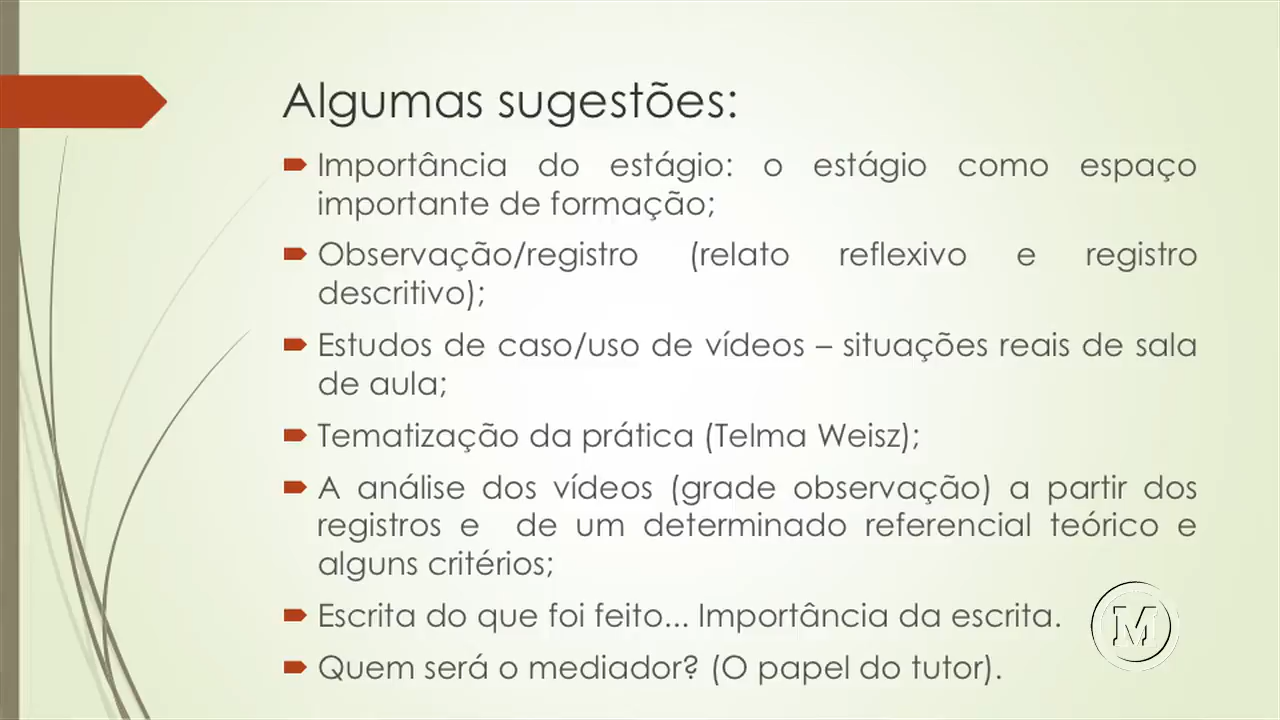 Algumas sugestões:
Importância do estágio: o estágio como espaço
importante de formação;
Observação/registro (relato reflexivo e registro
descritivo);
Estudos de caso/uso de vídeos – situações reais de sala
de aula;
Tematização da prática (Telma Weisz);
A análise dos vídeos (grade observação) a partir dos
registros e de um determinado referencial teórico e
alguns critérios;
Escrita do que foi feito... Importância da escrita.
M
Quem será o mediador? (O papel do tutor).